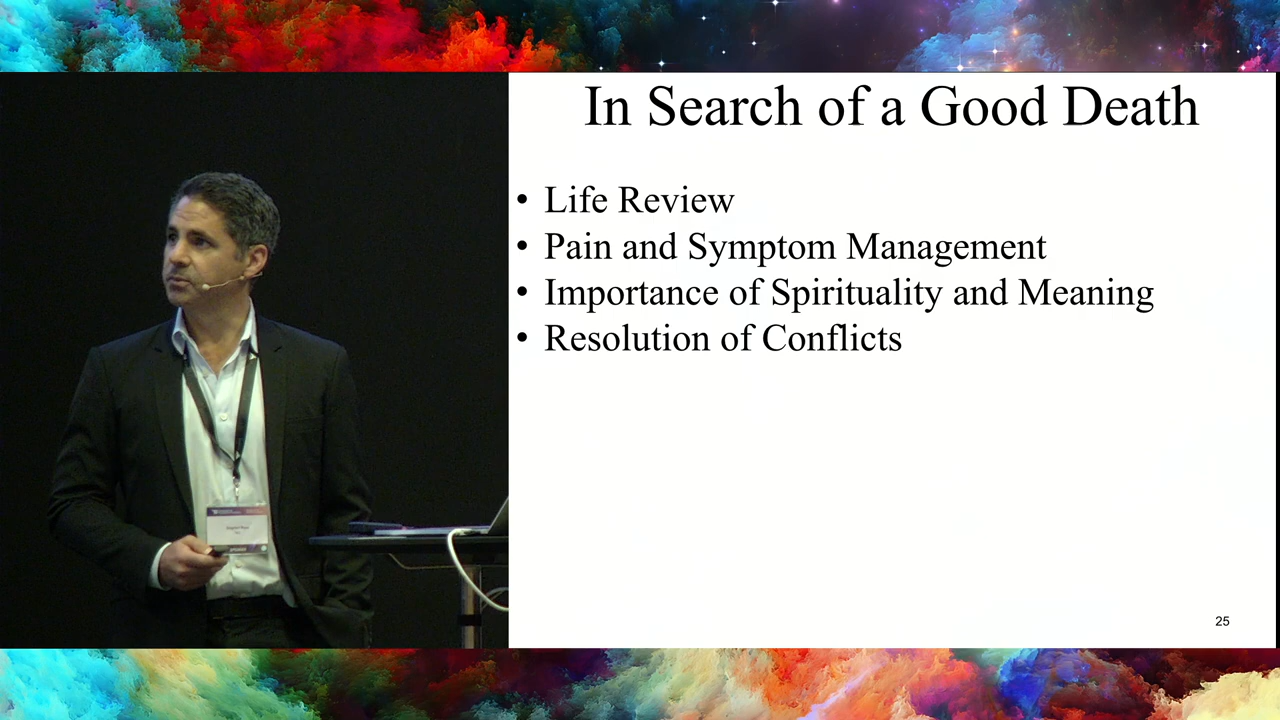 In Search of a Good Death
• Life Review
• Pain and Symptom Management
• Importance of Spirituality and Meaning
• Resolution of Conflicts
25